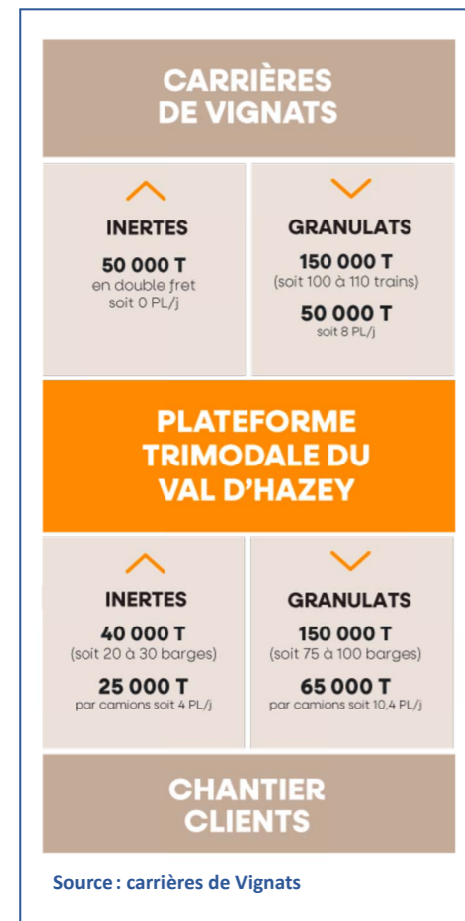 CARRIÈRES
DE VIGNATS
INERTES
50 000 T
en double fret
soit 0 PL/j
GRANULATS
150 000 T
(soit 100 à 110 trains)
50 000 T
soit 8 PL/j
PLATEFORME
TRIMODALE DU
VAL D'HAZEY
INERTES
40 000 T
(soit 20 à 30 barges)
25 000 T
par camions soit 4 PL/j
GRANULATS
150 000 T
(soit 75 à 100 barges)
65 000 T
par camions soit 10,4 PL/j
CHANTIER
CLIENTS
Source : carrières de Vignats